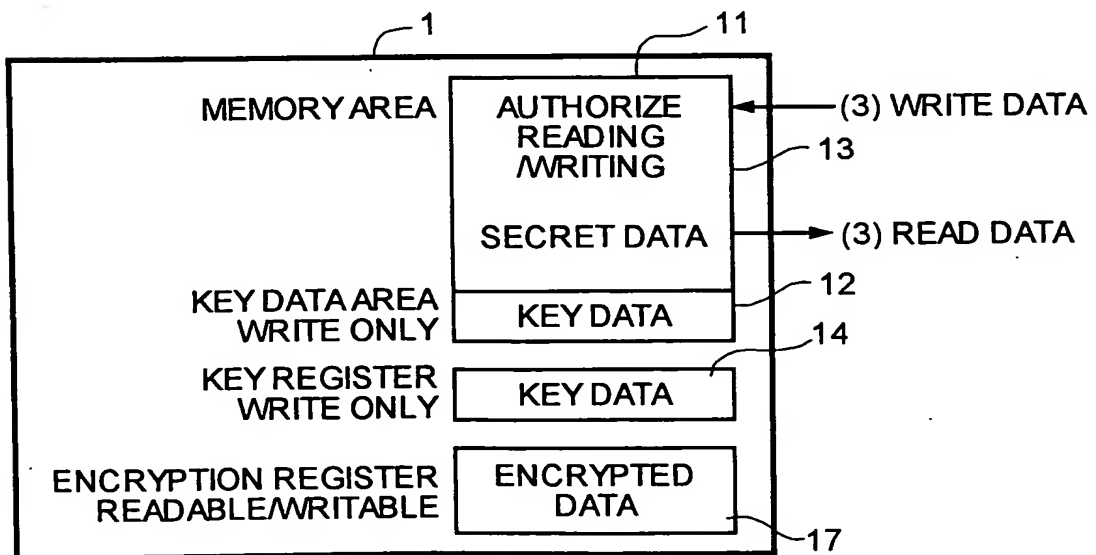 1
11
MEMORY AREA
AUTHORIZE
READING
/WRITING
(3) WRITE DATA
13
SECRET DATA
(3) READ DATA
KEY DATA AREA
WRITE ONLY
KEY DATA
12
KEY REGISTER
WRITE ONLY
KEY DATA
14
ENCRYPTION REGISTER
READABLE/WRITABLE
ENCRYPTED
DATA
17